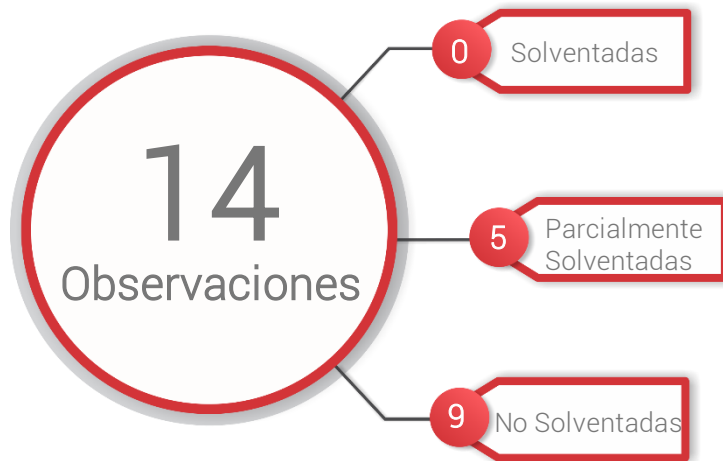 14
Observaciones
0
Solventadas
5
Parcialmente
Solventadas
9
No Solventadas